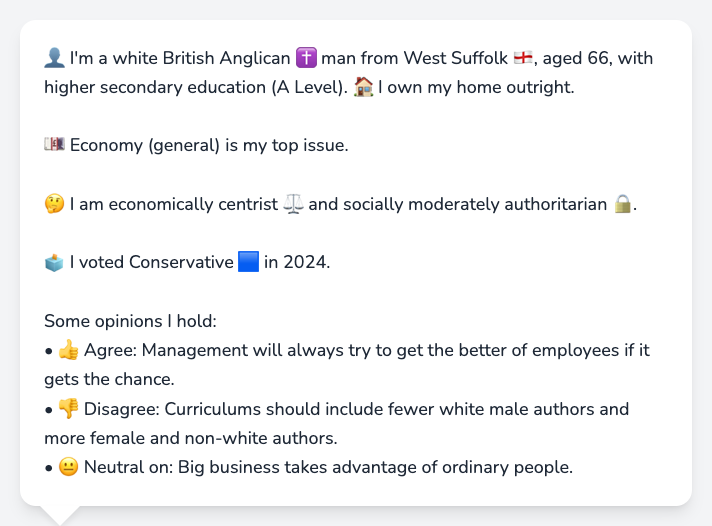 👤 I'm a white British Anglican ✝️ man from West Suffolk 🏴󠁧󠁢󠁥󠁮󠁧󠁿, aged 66, with
higher secondary education (A Level). 🏠 I own my home outright.
💷 Economy (general) is my top issue.
🤔 I am economically centrist ⚖️ and socially moderately authoritarian 🔒.
🗳️ I voted Conservative 🟦 in 2024.
Some opinions I hold:
• 👍 Agree: Management will always try to get the better of employees if it
gets the chance.
• 👎 Disagree: Curriculums should include fewer white male authors and
more female and non-white authors.
• 😐 Neutral on: Big business takes advantage of ordinary people.